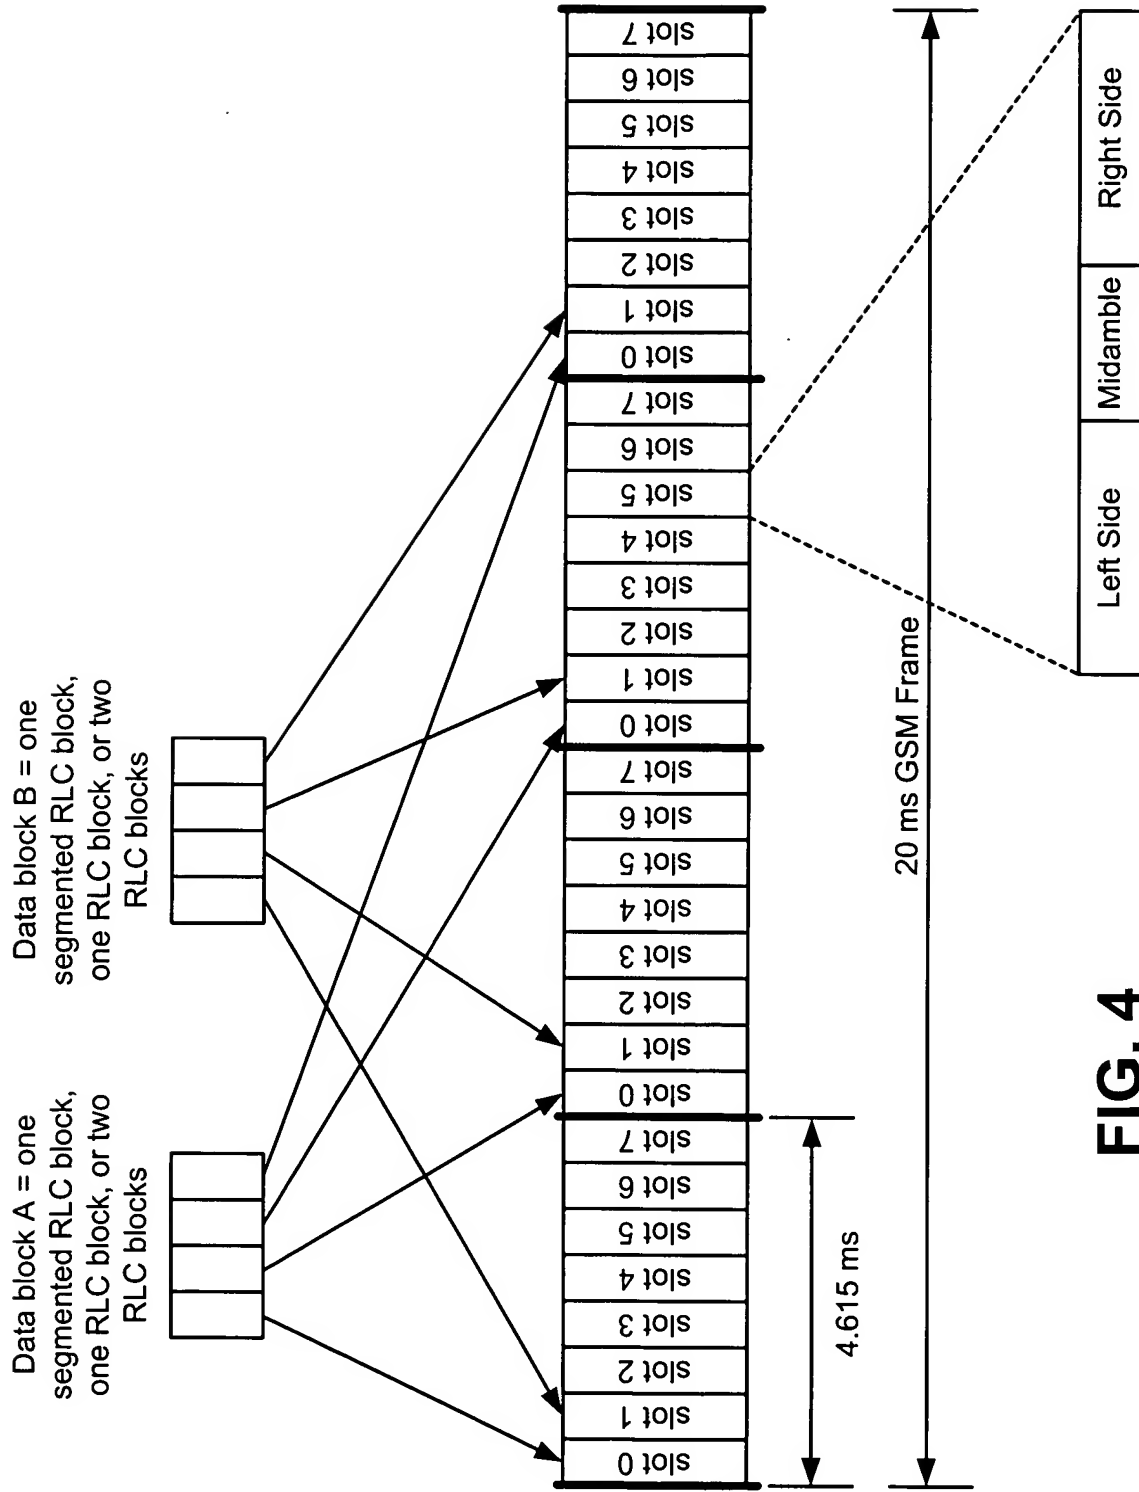 Data block A = one
segmented RLC block,
one RLC block, or two
RLC blocks
Data block B = one
segmented RLC block,
one RLC block, or two
RLC blocks
slot 0
slot 1
slot 2
slot 3
slot 4
slot 5
slot 6
slot 7
slot 0
slot 1
slot 2
slot 3
slot 4
slot 5
slot 6
slot 7
slot 0
slot 1
slot 2
slot 3
slot 4
slot 5
slot 6
slot 7
slot 0
slot 1
slot 2
slot 3
slot 4
slot 5
slot 6
slot 7
4.615 ms
20 ms GSM Frame
Left Side
Midamble
Right Side
FIG. 4